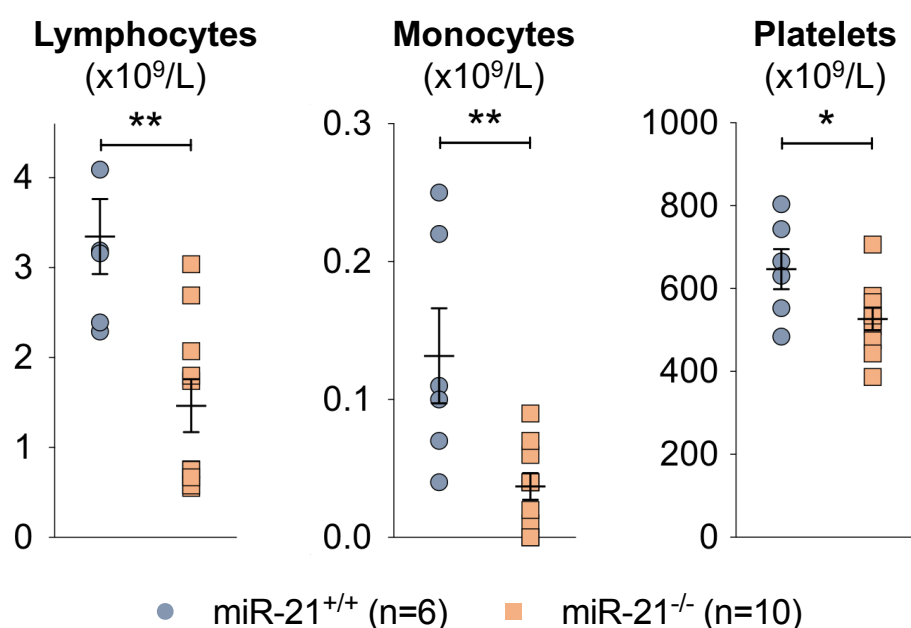 Lymphocytes
(x10⁹/L)
**
4
3
2
1
0
Monocytes
(x10⁹/L)
**
0.3
0.2
0.1
0.0
Platelets
(x10⁹/L)
*
1000
800
600
400
200
0
miR-21⁺/⁺ (n=6)
miR-21⁻/⁻ (n=10)